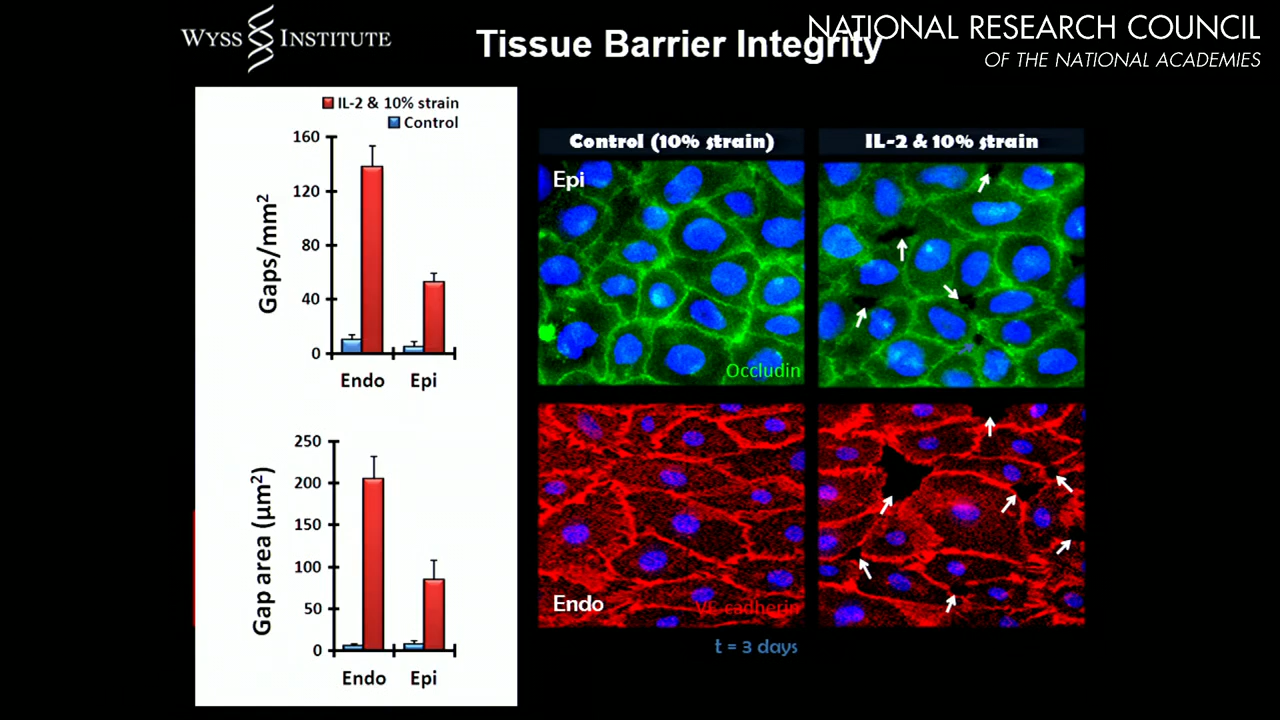 WYSS INSTITUTE
Tissue Barrier Integrity
NATIONAL RESEARCH COUNCIL
OF THE NATIONAL ACADEMIES
IL-2 & 10% strain
Control
160
120
80
40
0
Gaps/mm²
Endo Epi
250
200
150
100
50
0
Gap area (μm²)
Endo Epi
Control (10% strain)
IL-2 & 10% strain
Epi
Occludin
Endo
VE-cadherin
t = 3 days